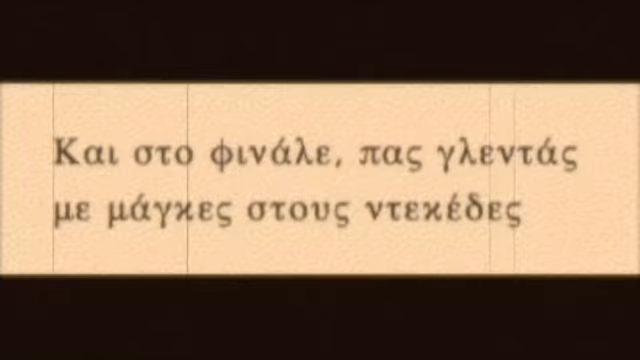 Και στο φινάλε, πας γλεντάς
με μάγκες στους ντεκέδες